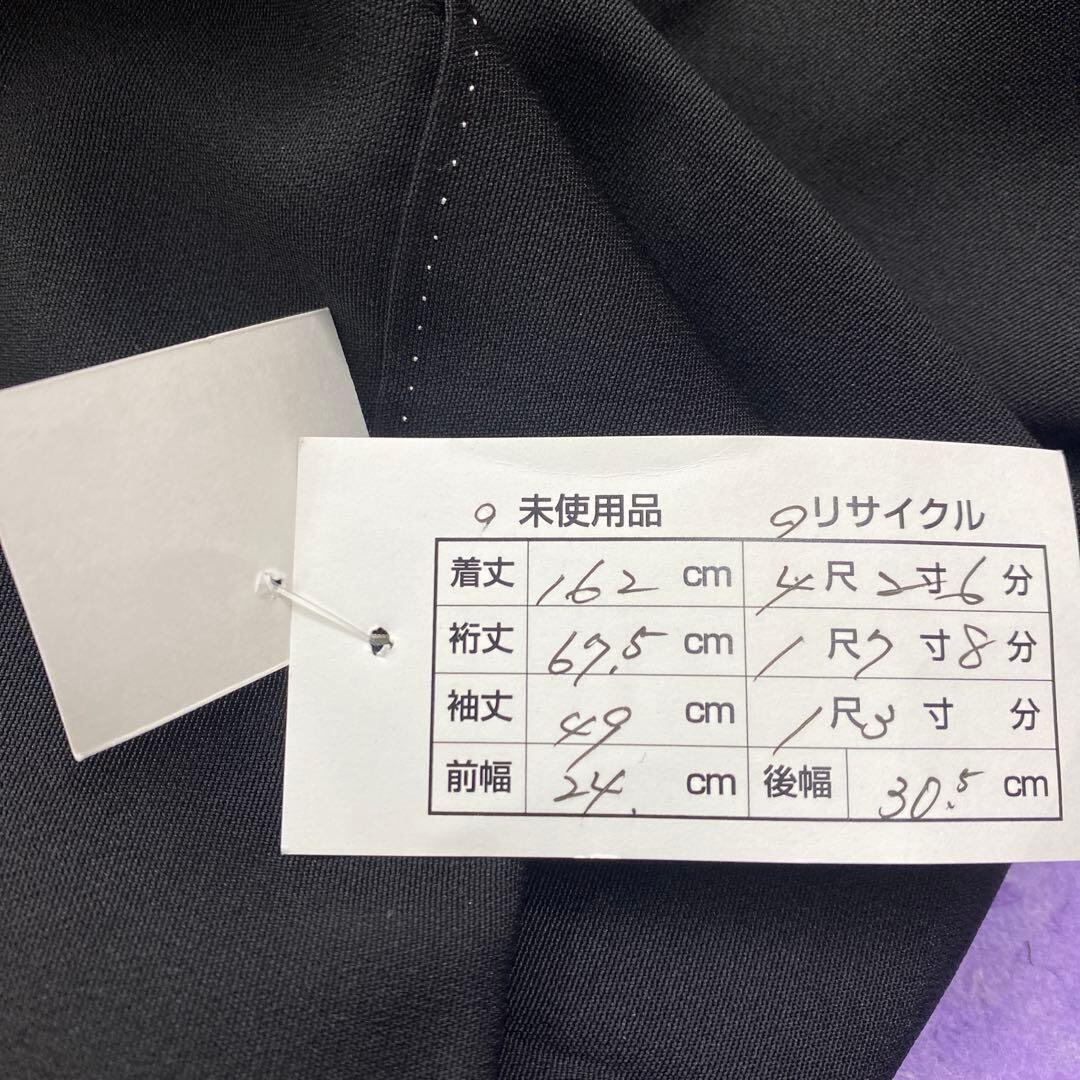 9 未使用品 9リサイクル
着丈 162 cm 4尺2寸6分
裄丈 67.5 cm 1尺7寸8分
袖丈 49 cm 1尺3寸 分
前幅 24. cm 後幅 30.5 cm